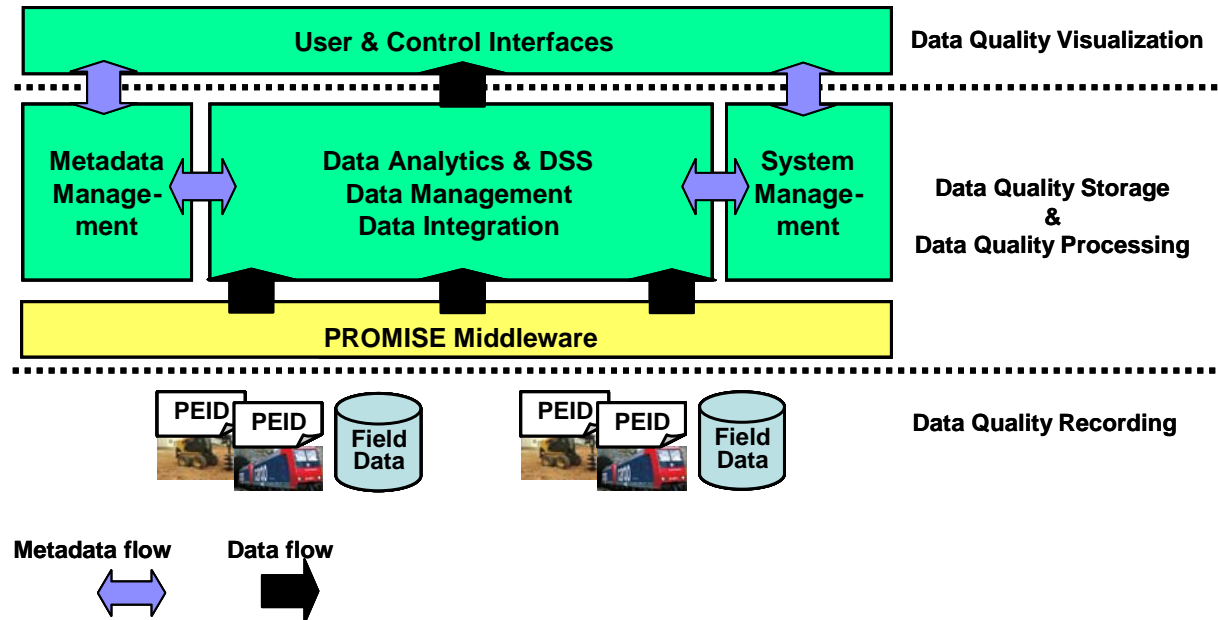 User & Control Interfaces
Data Quality Visualization
Metadata
Manage-
ment
Data Analytics & DSS
Data Management
Data Integration
System
Manage-
ment
Data Quality Storage
&
Data Quality Processing
PROMISE Middleware
PEID
PEID
Field
Data
PEID
PEID
Field
Data
Data Quality Recording
Metadata flow
Data flow